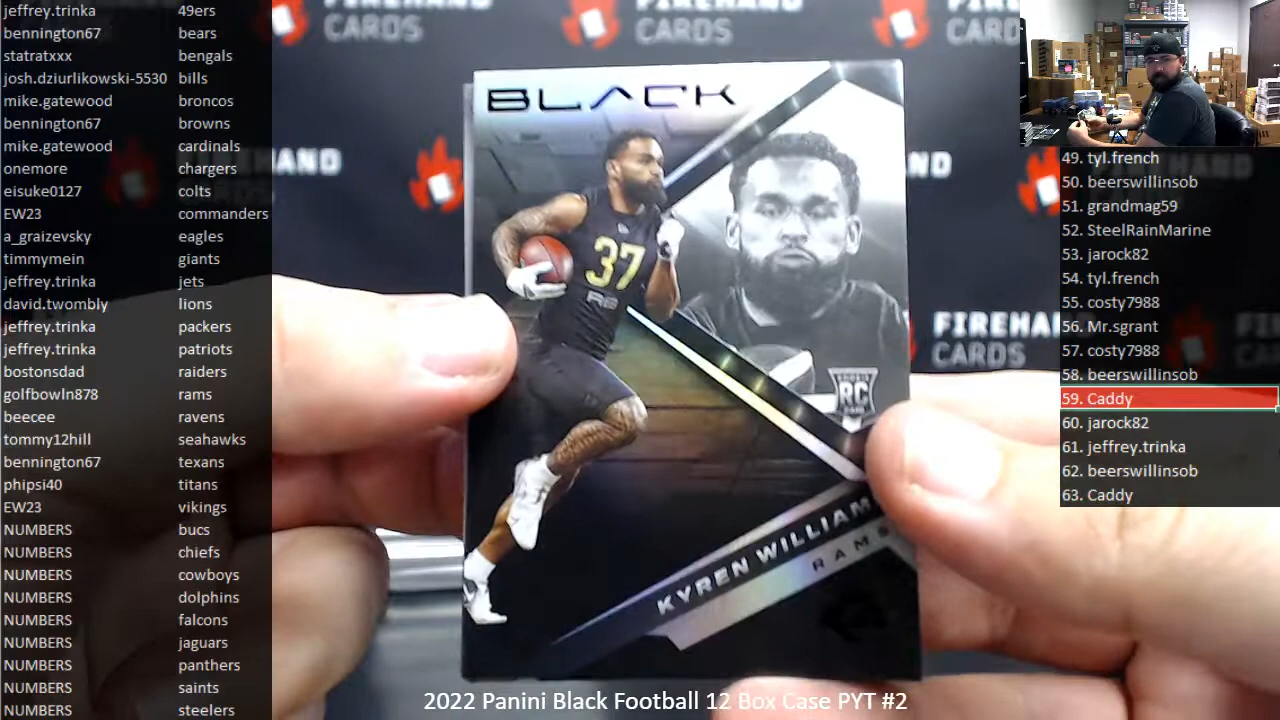 jeffrey.trinka 49ers
bennington67 bears
statratxxx bengals
josh.dziurlikowski-5530 bills
mike.gatewood broncos
bennington67 browns
mike.gatewood cardinals
onemore chargers
eisuke0127 colts
EW23 commanders
a_graizevsky eagles
timmymein giants
jeffrey.trinka jets
david.twombly lions
jeffrey.trinka packers
jeffrey.trinka patriots
bostonsdad raiders
golfbowln878 rams
beecee ravens
tommy12hill seahawks
bennington67 texans
phipsi40 titans
EW23 vikings
NUMBERS bucs
NUMBERS chiefs
NUMBERS cowboys
NUMBERS dolphins
NUMBERS falcons
NUMBERS jaguars
NUMBERS panthers
NUMBERS saints
NUMBERS steelers
CARDS
CARDS
FIREHAND
CARDS
BLACK
37
RB
RC
KYREN WILLIAM
RAMS
49. tyl.french
50. beerswillinsob
51. grandmag59
52. SteelRainMarine
53. jarock82
54. tyl.french
55. costy7988
56. Mr.sgrant
57. costy7988
58. beerswillinsob
59. Caddy
60. jarock82
61. jeffrey.trinka
62. beerswillinsob
63. Caddy
2022 Panini Black Football 12 Box Case PYT #2